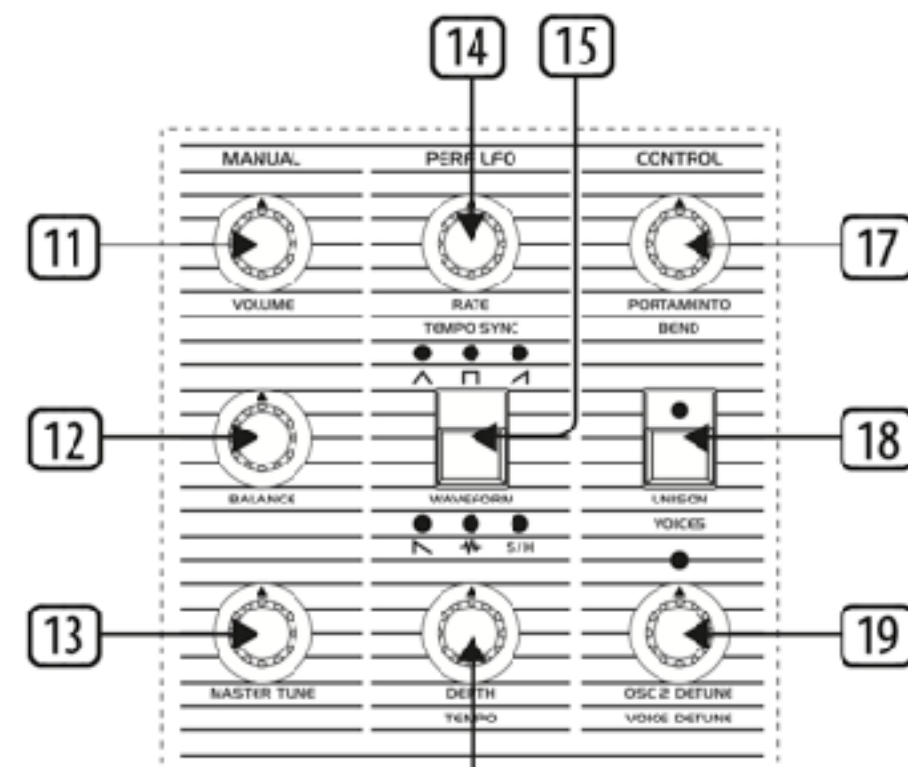 14 15
MANUAL PERF LFO CONTROL
11 17
VOLUME RATE PORTAMENTO
TEMPO SYNC BEND
12 18
BALANCE WAVEFORM UNISON
S/H VOICES
13 19
MASTER TUNE DEPTH OSC 2 DETUNE
TEMPO VOICE DETUNE